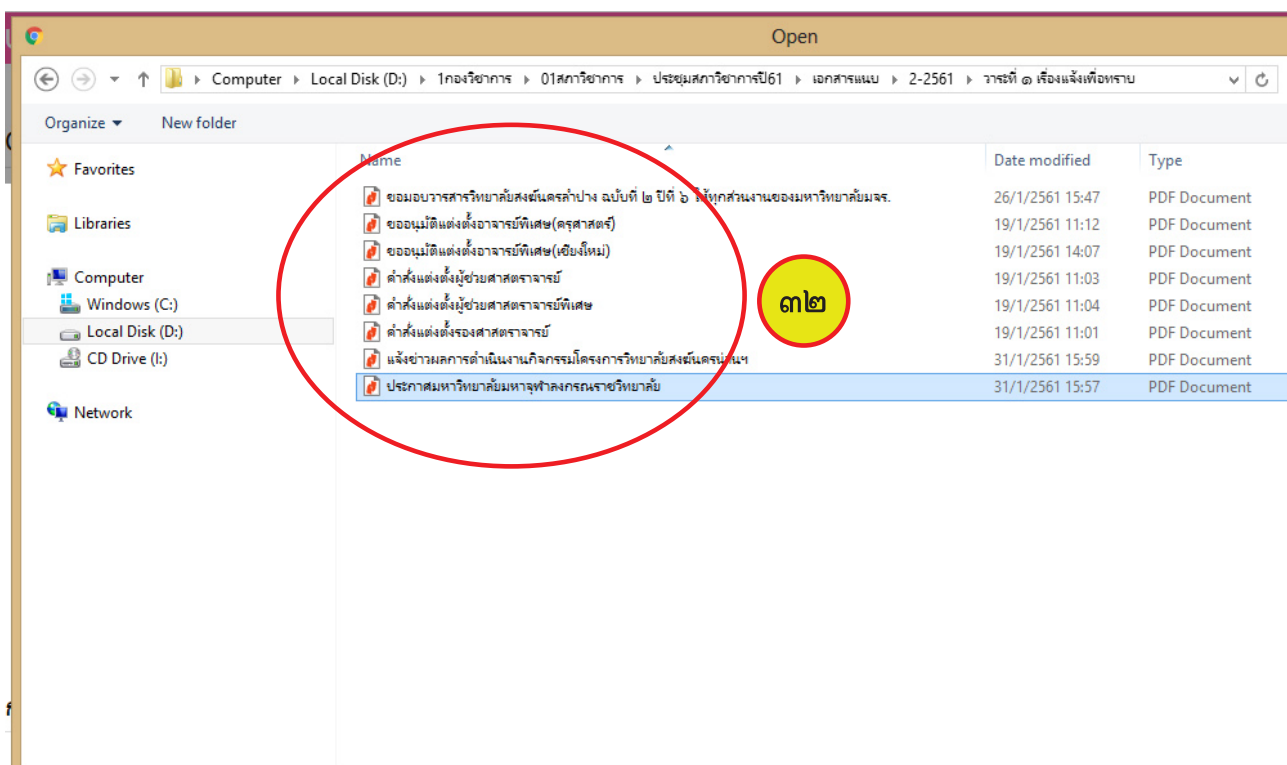 Open
Computer Local Disk (D:) 1กองวิชาการ 01สภาวิชาการ ประชุมสภาวิชาการปี61 เอกสารแนบ 2-2561 วาระที่ ๑ เรื่องแจ้งเพื่อทราบ
Organize New folder
Name Date modified Type
Favorites
Libraries
Computer
Windows (C:)
Local Disk (D:)
CD Drive (I:)
Network
ขอมอบวารสารวิทยาลัยสงฆ์นครลำปาง ฉบับที่ ๒ ปีที่ ๖ ให้ทุกส่วนงานของมหาวิทยาลัยมจร. 26/1/2561 15:47 PDF Document
ขออนุมัติแต่งตั้งอาจารย์พิเศษ(ครุศาสตร์) 19/1/2561 11:12 PDF Document
ขออนุมัติแต่งตั้งอาจารย์พิเศษ(เชียงใหม่) 19/1/2561 14:07 PDF Document
คำสั่งแต่งตั้งผู้ช่วยศาสตราจารย์ 19/1/2561 11:03 PDF Document
คำสั่งแต่งตั้งผู้ช่วยศาสตราจารย์พิเศษ 19/1/2561 11:04 PDF Document
คำสั่งแต่งตั้งรองศาสตราจารย์ 19/1/2561 11:01 PDF Document
แจ้งข่าวผลการดำเนินงานกิจกรรมโครงการวิทยาลัยสงฆ์นครน่านฯ 31/1/2561 15:59 PDF Document
ประกาศมหาวิทยาลัยมหาจุฬาลงกรณราชวิทยาลัย 31/1/2561 15:57 PDF Document
๓๒